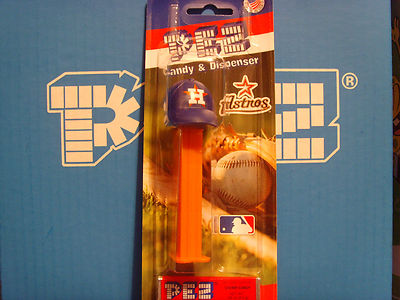 PEZ
Candy & Dispenser
H
Astros
PEZ ®
PEZ